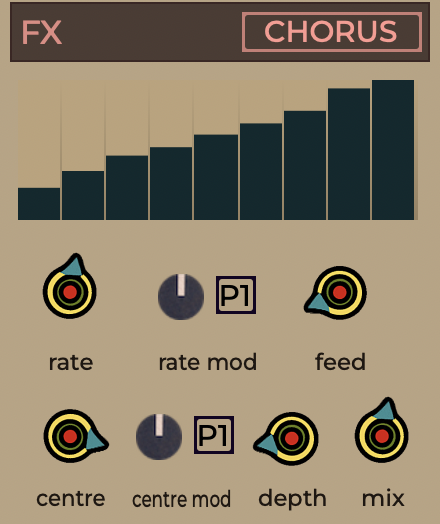 FX CHORUS
P1
rate rate mod feed
P1
centre centre mod depth mix